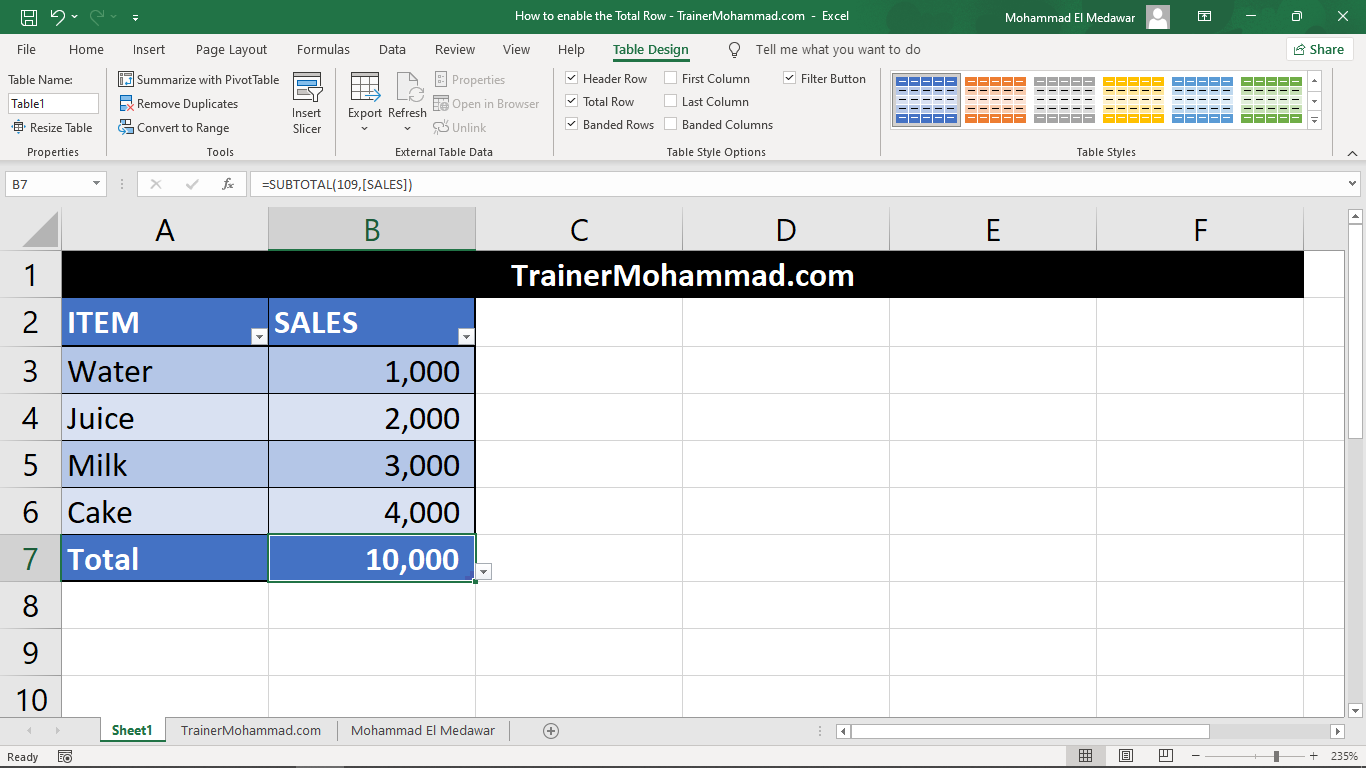 How to enable the Total Row - TrainerMohammad.com - Excel
Mohammad El Medawar
File Home Insert Page Layout Formulas Data Review View Help Table Design Tell me what you want to do Share
Table Name:
Table1
Resize Table
Properties
Summarize with PivotTable
Remove Duplicates
Convert to Range
Insert
Slicer
Tools
Export Refresh
Properties
Open in Browser
Unlink
External Table Data
Header Row First Column Filter Button
Total Row Last Column
Banded Rows Banded Columns
Table Style Options
Table Styles
B7 fx =SUBTOTAL(109,[SALES])
A B C D E F
1 TrainerMohammad.com
2 ITEM SALES
3 Water 1,000
4 Juice 2,000
5 Milk 3,000
6 Cake 4,000
7 Total 10,000
8
9
10
Sheet1 TrainerMohammad.com Mohammad El Medawar
Ready 235%